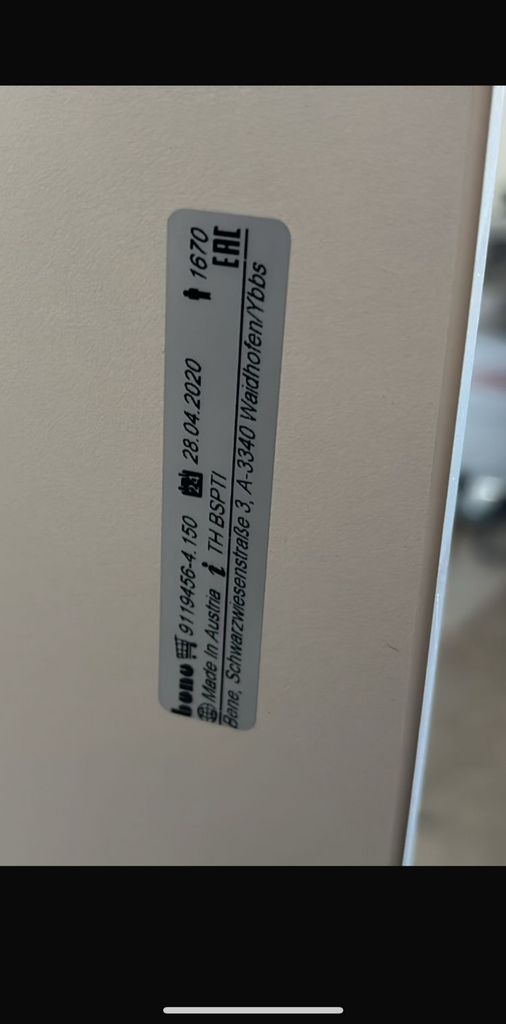 bene 9119456-4.150 24 28.04.2020 1670
Made In Austria i TH BSPTI EAC
Bene, Schwarzwiesenstraße 3, A-3340 Waidhofen/Ybbs